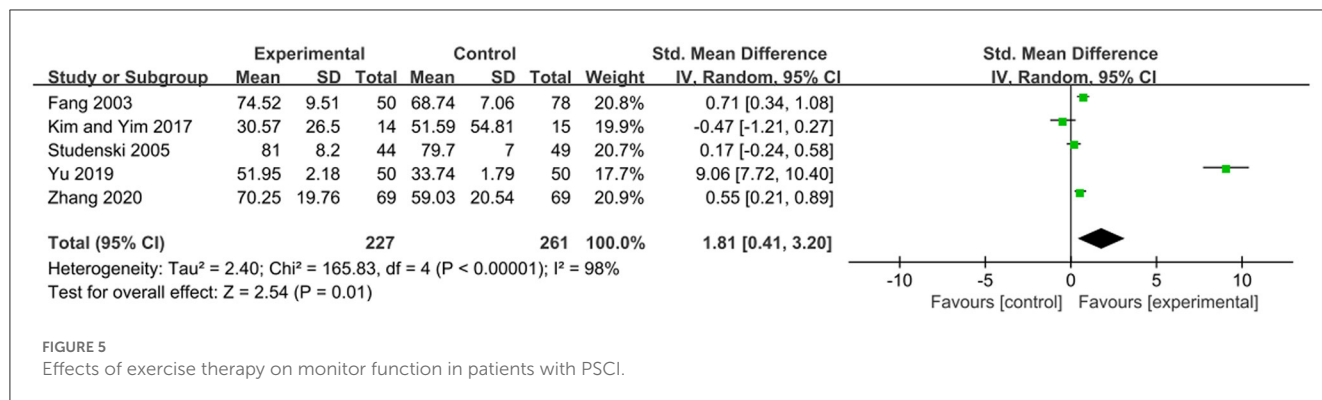 Experimental Control Std. Mean Difference Std. Mean Difference
Study or Subgroup Mean SD Total Mean SD Total Weight IV, Random, 95% CI IV, Random, 95% CI
Fang 2003 74.52 9.51 50 68.74 7.06 78 20.8% 0.71 [0.34, 1.08]
Kim and Yim 2017 30.57 26.5 14 51.59 54.81 15 19.9% -0.47 [-1.21, 0.27]
Studenski 2005 81 8.2 44 79.7 7 49 20.7% 0.17 [-0.24, 0.58]
Yu 2019 51.95 2.18 50 33.74 1.79 50 17.7% 9.06 [7.72, 10.40]
Zhang 2020 70.25 19.76 69 59.03 20.54 69 20.9% 0.55 [0.21, 0.89]
Total (95% CI) 227 261 100.0% 1.81 [0.41, 3.20]
Heterogeneity: Tau² = 2.40; Chi² = 165.83, df = 4 (P < 0.00001); I² = 98%
Test for overall effect: Z = 2.54 (P = 0.01)
-10 -5 0 5 10
Favours [control] Favours [experimental]
FIGURE 5
Effects of exercise therapy on monitor function in patients with PSCI.